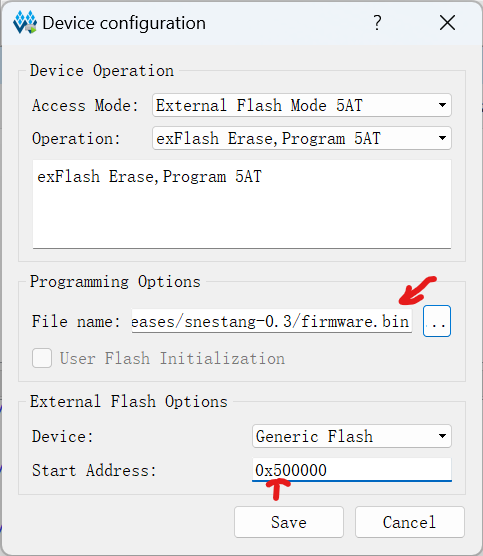 Device configuration
?
Device Operation
Access Mode: External Flash Mode 5AT
Operation: exFlash Erase,Program 5AT
exFlash Erase,Program 5AT
Programming Options
File name: eases/snestang-0.3/firmware.bin ...
User Flash Initialization
External Flash Options
Device: Generic Flash
Start Address: 0x500000
Save Cancel